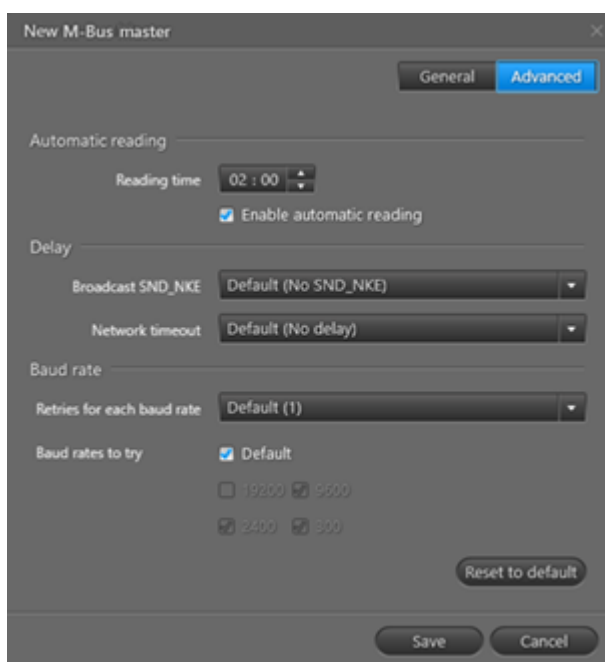 New M-Bus master
General Advanced
Automatic reading
Reading time 02 : 00
Enable automatic reading
Delay
Broadcast SND_NKE Default (No SND_NKE)
Network timeout Default (No delay)
Baud rate
Retries for each baud rate Default (1)
Baud rates to try Default
19200 9600
2400 300
Reset to default
Save Cancel